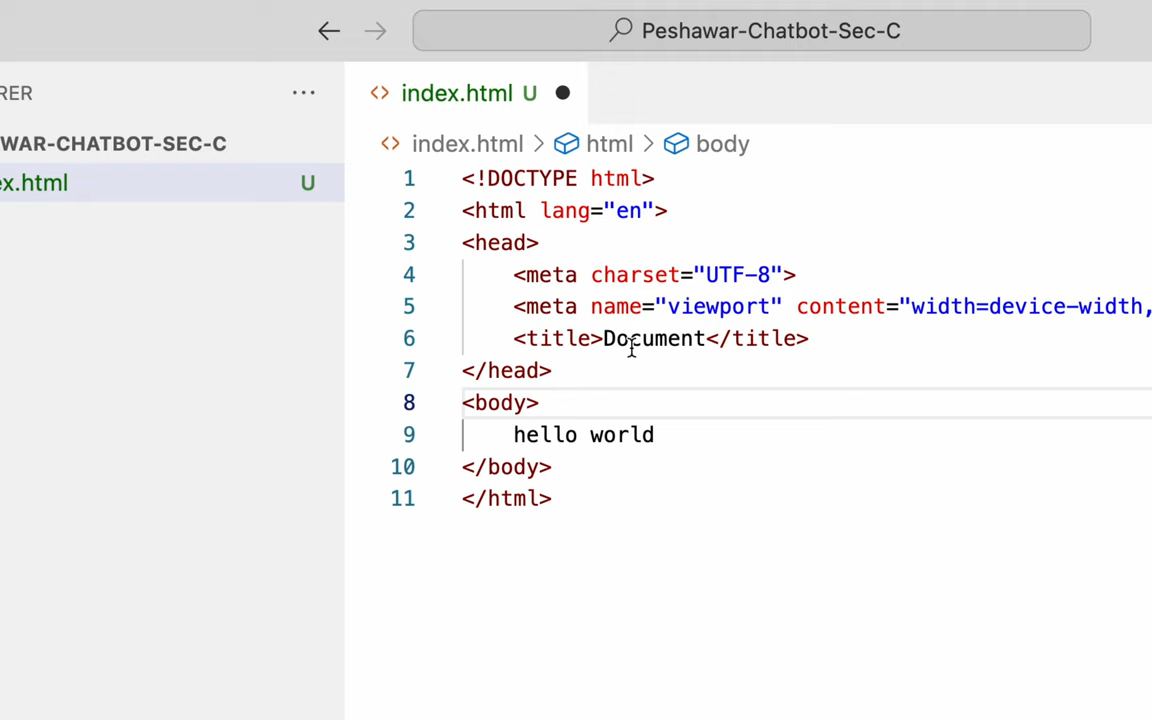 Peshawar-Chatbot-Sec-C
RER ...
index.html U
WAR-CHATBOT-SEC-C
index.html > html > body
ex.html U
1 <!DOCTYPE html>
2 <html lang="en">
3 <head>
4 <meta charset="UTF-8">
5 <meta name="viewport" content="width=device-width,
6 <title>Document</title>
7 </head>
8 <body>
9 hello world
10 </body>
11 </html>